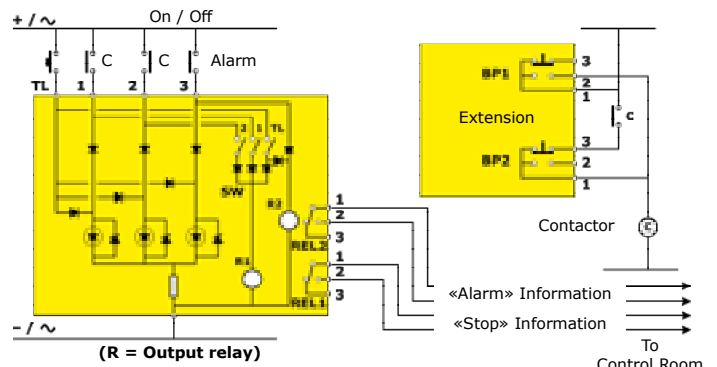 On / Off
+ / ∿
C
C
Alarm
TL
1
2
3
2
1
TL
SW
R2
R1
REL2
REL1
1
2
3
1
2
3
− / ∿
(R = Output relay)
BP1
3
2
1
Extension
C
BP2
3
2
1
Contactor
C
«Alarm» Information
«Stop» Information
To
Control Room